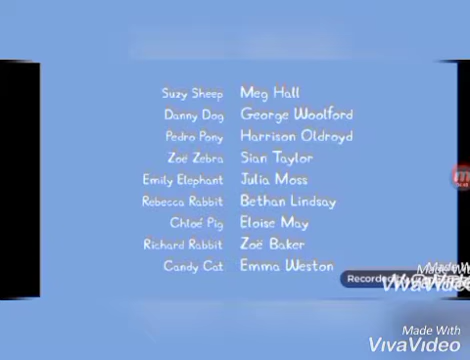 Suzy Sheep Meg Hall
Danny Dog George Woolford
Pedro Pony Harrison Oldroyd
Zoë Zebra Sian Taylor
Emily Elephant Julia Moss
Rebecca Rabbit Bethan Lindsay
Chloé Pig Eloise May
Richard Rabbit Zoë Baker
Candy Cat Emma Weston
Recorded
Made With
VivaVideo